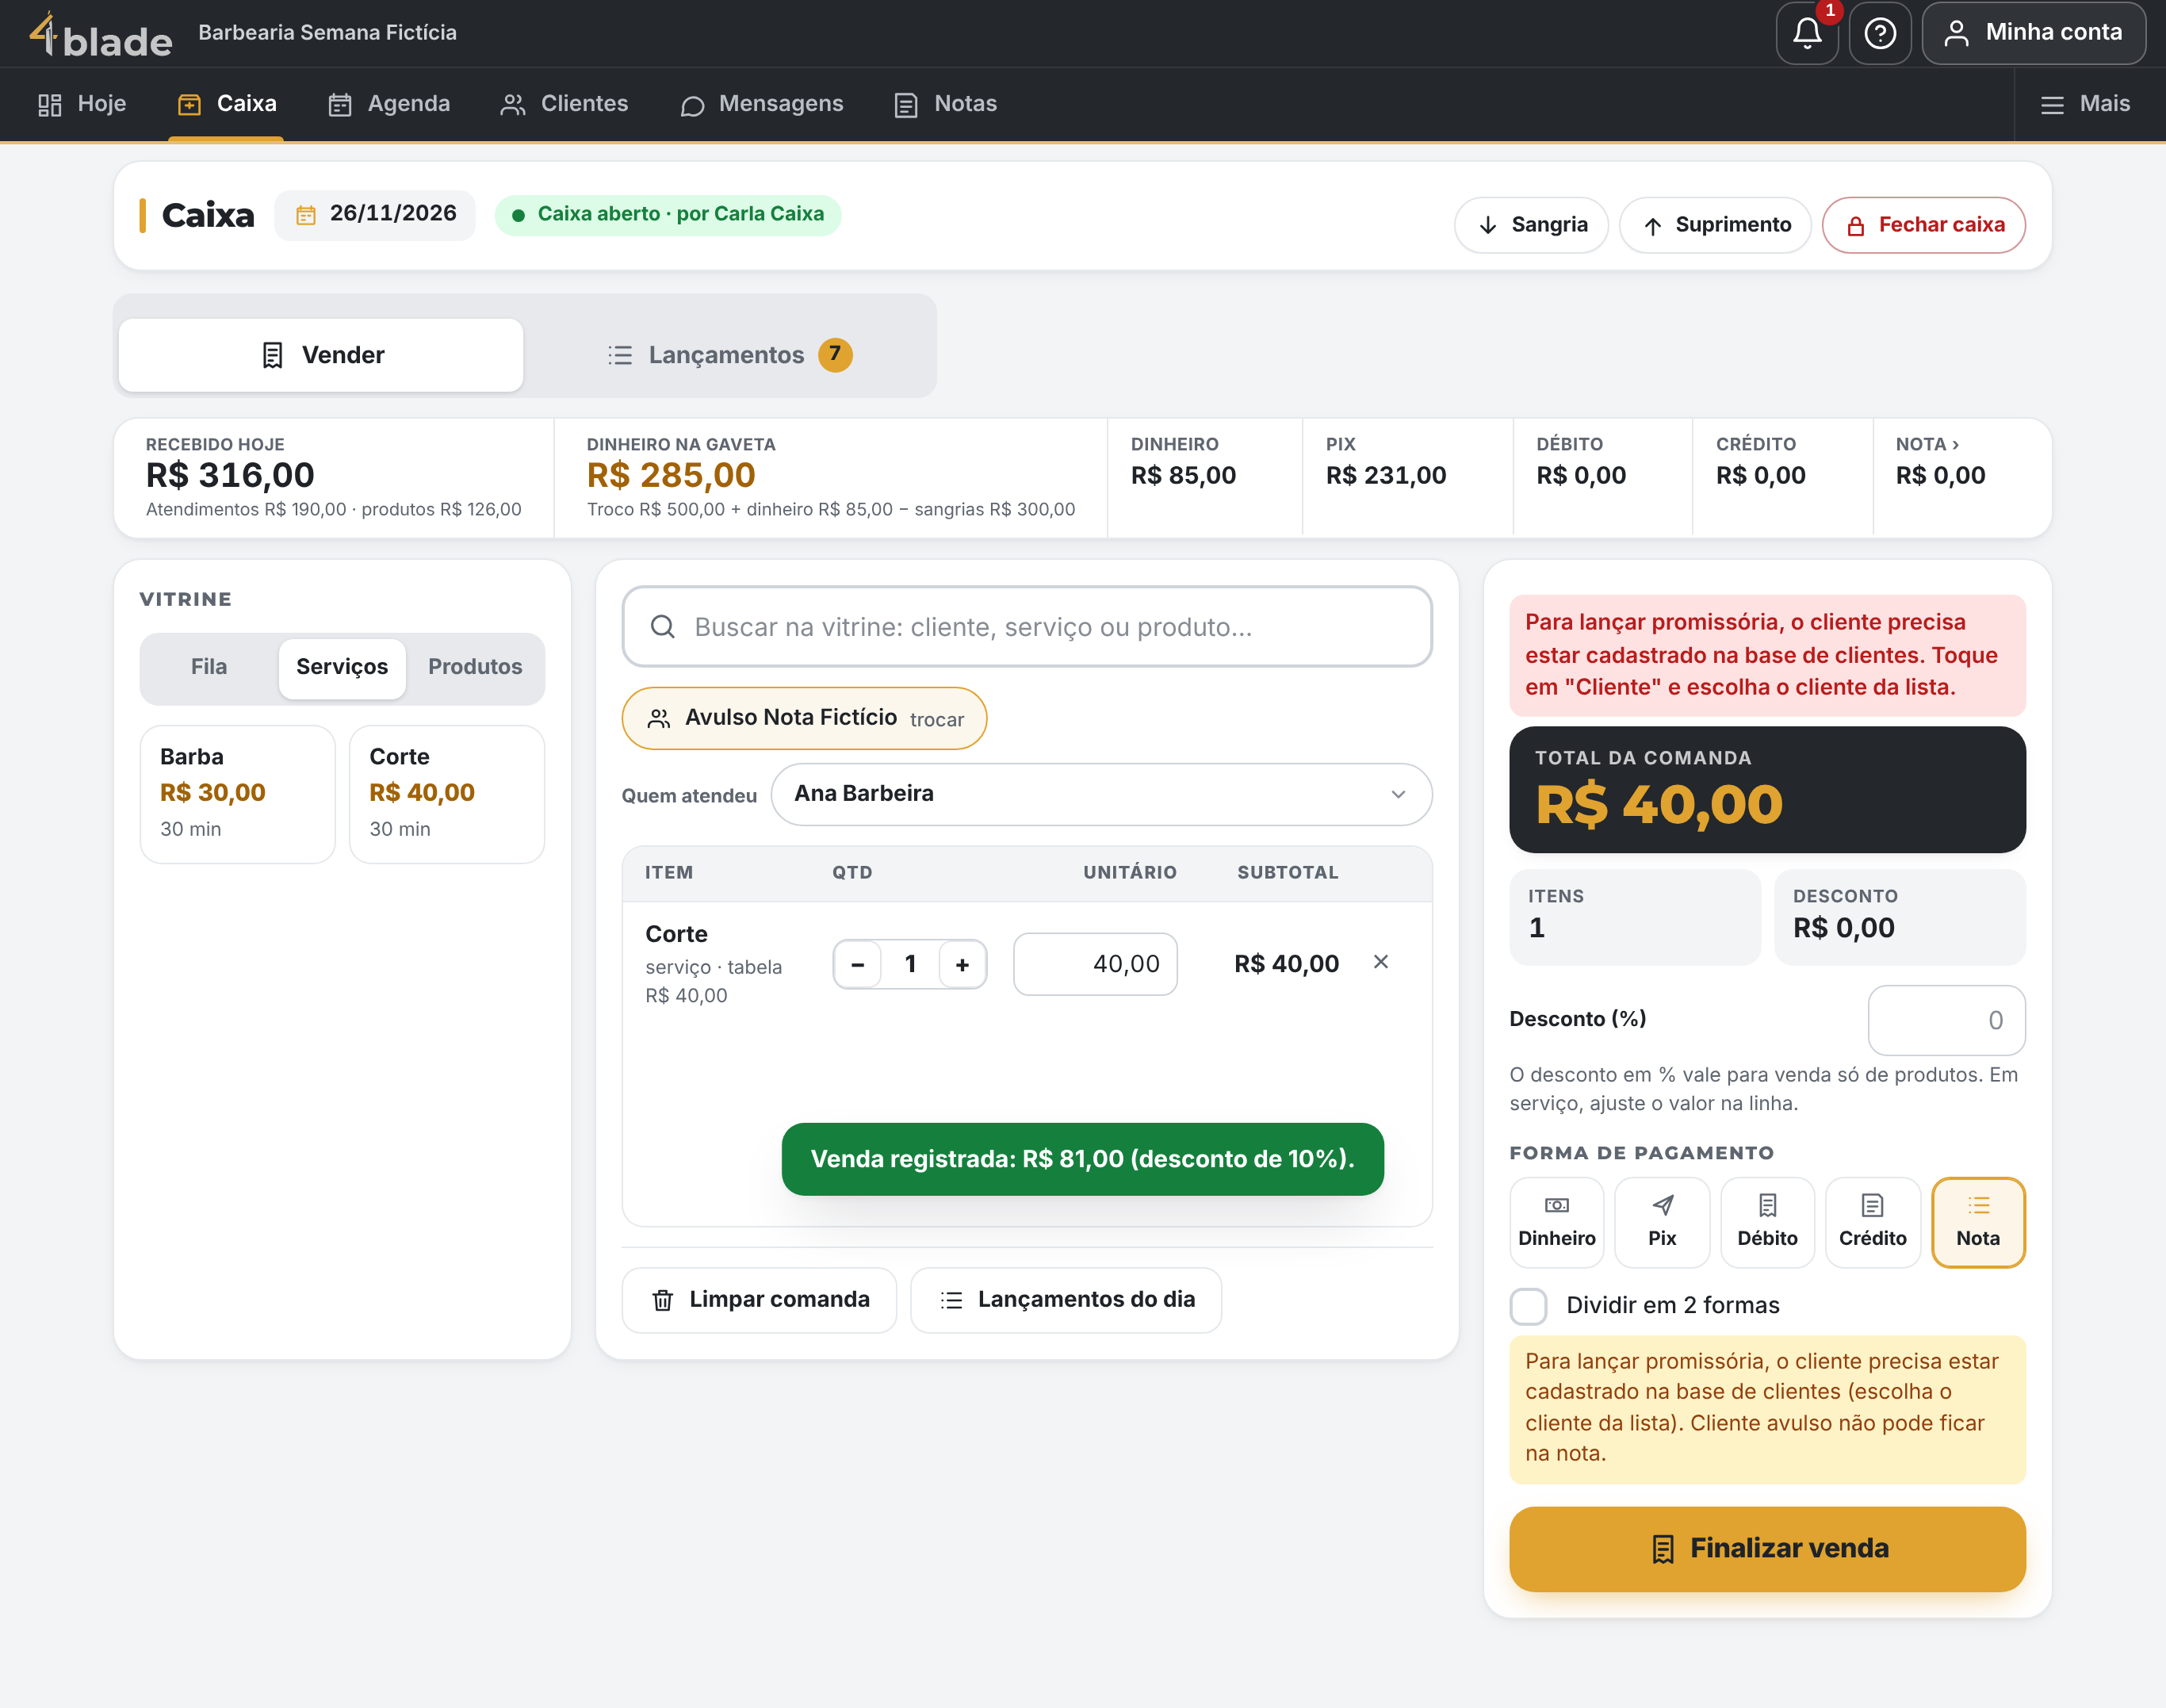 4blade
Barbearia Semana Fictícia
1
Minha conta
Hoje
Caixa
Agenda
Clientes
Mensagens
Notas
Mais
Caixa
26/11/2026
Caixa aberto · por Carla Caixa
Sangria
Suprimento
Fechar caixa
Vender
Lançamentos 7
RECEBIDO HOJE
R$ 316,00
Atendimentos R$ 190,00 · produtos R$ 126,00
DINHEIRO NA GAVETA
R$ 285,00
Troco R$ 500,00 + dinheiro R$ 85,00 − sangrias R$ 300,00
DINHEIRO
R$ 85,00
PIX
R$ 231,00
DÉBITO
R$ 0,00
CRÉDITO
R$ 0,00
NOTA ›
R$ 0,00
VITRINE
Fila
Serviços
Produtos
Barba
R$ 30,00
30 min
Corte
R$ 40,00
30 min
Buscar na vitrine: cliente, serviço ou produto...
Avulso Nota Fictício trocar
Quem atendeu
Ana Barbeira
ITEM
QTD
UNITÁRIO
SUBTOTAL
Corte
serviço · tabela
R$ 40,00
− 1 +
40,00
R$ 40,00
×
Venda registrada: R$ 81,00 (desconto de 10%).
Limpar comanda
Lançamentos do dia
Para lançar promissória, o cliente precisa
estar cadastrado na base de clientes. Toque
em "Cliente" e escolha o cliente da lista.
TOTAL DA COMANDA
R$ 40,00
ITENS
1
DESCONTO
R$ 0,00
Desconto (%)
0
O desconto em % vale para venda só de produtos. Em
serviço, ajuste o valor na linha.
FORMA DE PAGAMENTO
Dinheiro
Pix
Débito
Crédito
Nota
Dividir em 2 formas
Para lançar promissória, o cliente precisa estar
cadastrado na base de clientes (escolha o
cliente da lista). Cliente avulso não pode ficar
na nota.
Finalizar venda